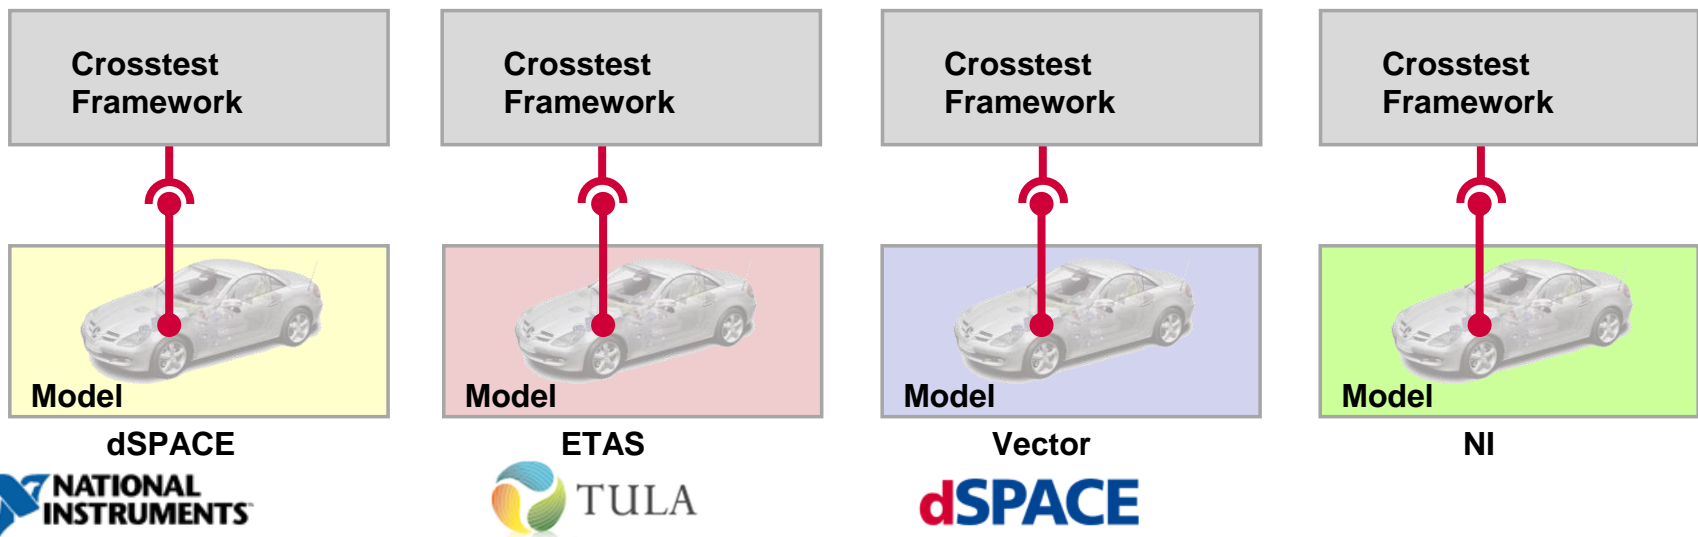 Crosstest
Framework
Crosstest
Framework
Crosstest
Framework
Crosstest
Framework
Model
Model
Model
Model
dSPACE
ETAS
Vector
NI
NATIONAL
INSTRUMENTS
TULA
dSPACE